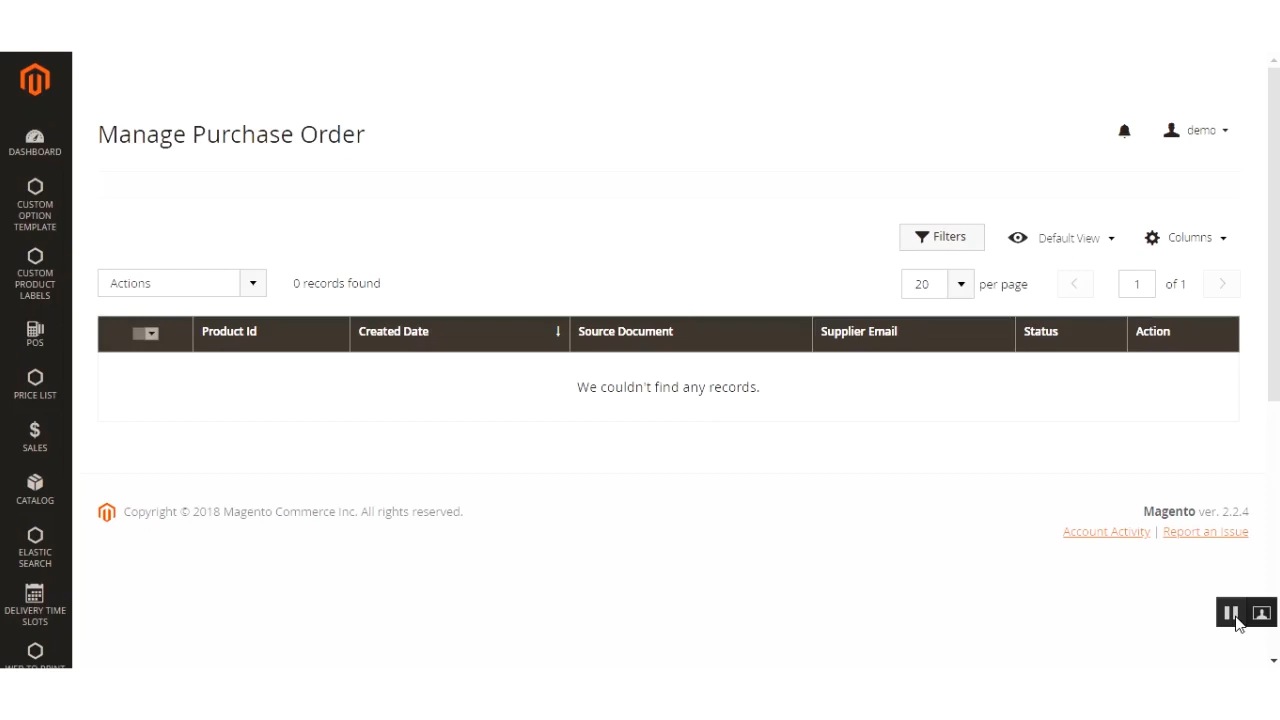 Manage Purchase Order
demo
DASHBOARD
CUSTOM
OPTION
TEMPLATE
CUSTOM
PRODUCT
LABELS
POS
PRICE LIST
SALES
CATALOG
ELASTIC
SEARCH
DELIVERY TIME
SLOTS
WEB TO PRINT
Filters
Default View
Columns
Actions
0 records found
20 per page
1 of 1
Product Id Created Date Source Document Supplier Email Status Action
We couldn't find any records.
Copyright © 2018 Magento Commerce Inc. All rights reserved.
Magento ver. 2.2.4
Account Activity | Report an Issue